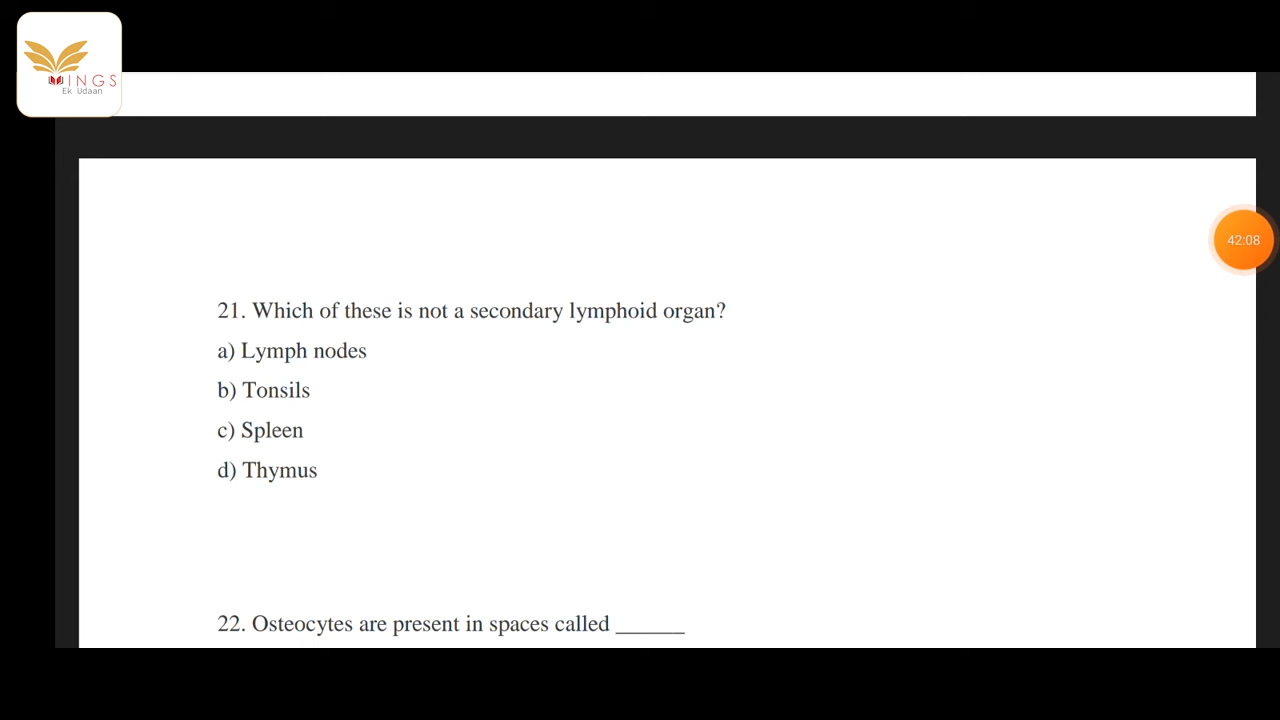 WINGS
Ek Udaan
42:08
21. Which of these is not a secondary lymphoid organ?
a) Lymph nodes
b) Tonsils
c) Spleen
d) Thymus
22. Osteocytes are present in spaces called ______